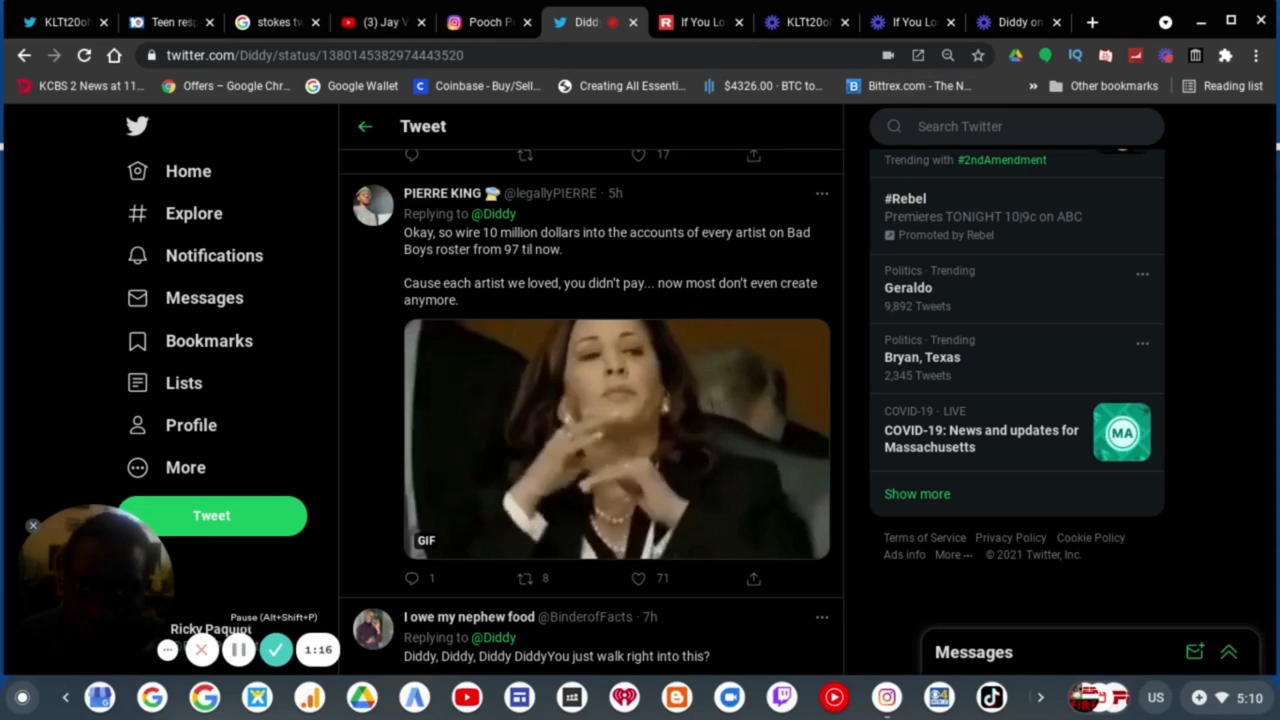 KLTt20ol
Teen resp
stokes tw
(3) Jay V
Pooch P
Diddy
If You Lo
KLTt20ol
If You Lo
Diddy on
twitter.com/Diddy/status/1380145382974443520
KCBS 2 News at 11...
Offers – Google Chr...
Google Wallet
Coinbase - Buy/Sell...
Creating All Essenti...
$4326.00 · BTC to...
Bittrex.com - The N...
Other bookmarks
Reading list
Home
Explore
Notifications
Messages
Bookmarks
Lists
Profile
More
Tweet
Ricky Paquiot
Pause (Alt+Shift+P)
1:16
Tweet
17
PIERRE KING @legallyPIERRE · 5h
Replying to @Diddy
Okay, so wire 10 million dollars into the accounts of every artist on Bad
Boys roster from 97 til now.
Cause each artist we loved, you didn't pay... now most don't even create
anymore.
GIF
1
8
71
I owe my nephew food @BinderofFacts · 7h
Replying to @Diddy
Diddy, Diddy, Diddy DiddyYou just walk right into this?
Search Twitter
Trending with #2ndAmendment
#Rebel
Premieres TONIGHT 10|9c on ABC
Promoted by Rebel
Politics · Trending
Geraldo
9,892 Tweets
Politics · Trending
Bryan, Texas
2,345 Tweets
COVID-19 · LIVE
COVID-19: News and updates for
Massachusetts
MA
Show more
Terms of Service Privacy Policy Cookie Policy
Ads info More ··· © 2021 Twitter, Inc.
Messages
US
5:10